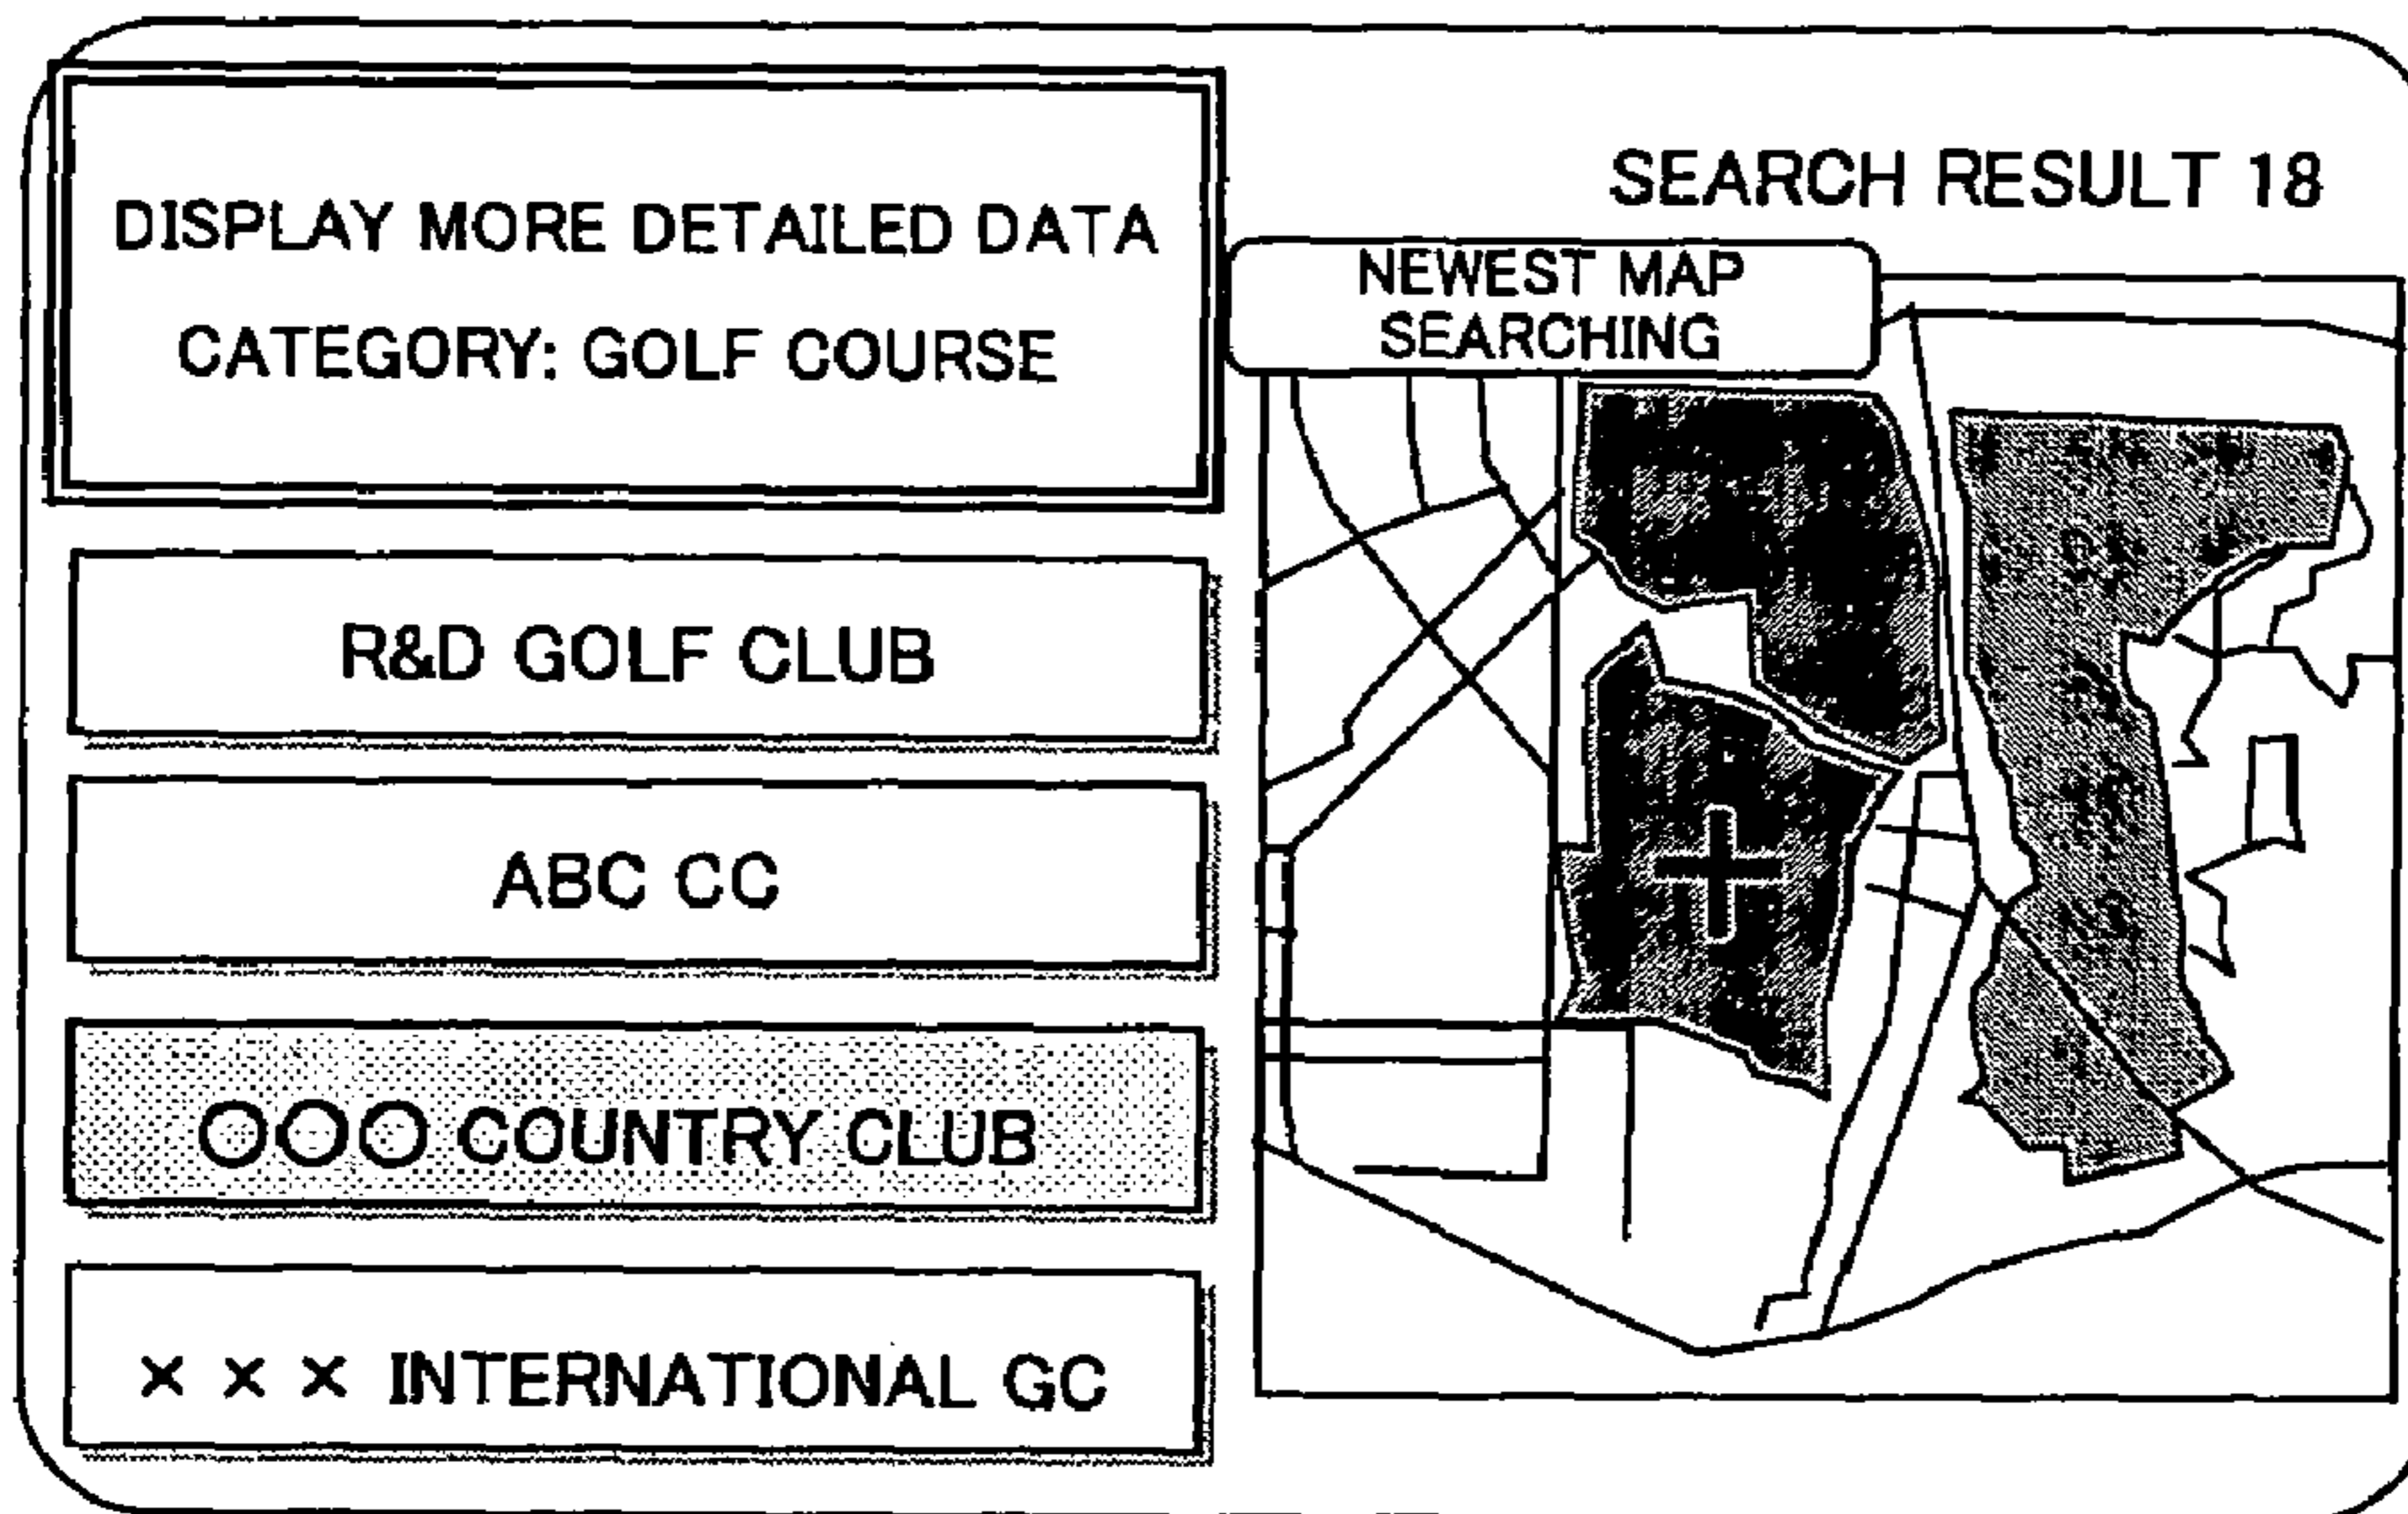 DISPLAY MORE DETAILED DATA
CATEGORY: GOLF COURSE
SEARCH RESULT 18
NEWEST MAP
SEARCHING
R&D GOLF CLUB
ABC CC
○○○ COUNTRY CLUB
× × × INTERNATIONAL GC